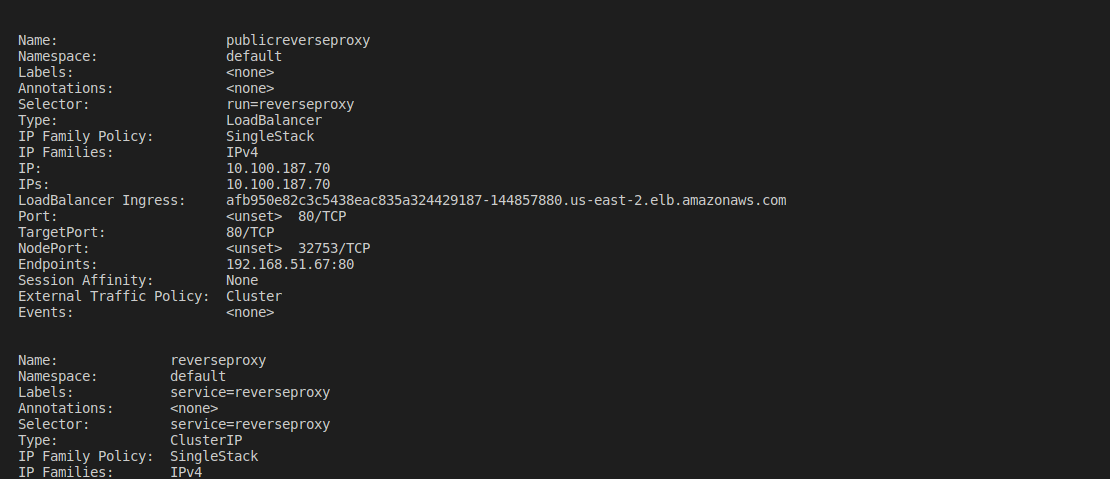 Name: publicreverseproxy
Namespace: default
Labels: <none>
Annotations: <none>
Selector: run=reverseproxy
Type: LoadBalancer
IP Family Policy: SingleStack
IP Families: IPv4
IP: 10.100.187.70
IPs: 10.100.187.70
LoadBalancer Ingress: afb950e82c3c5438eac835a324429187-144857880.us-east-2.elb.amazonaws.com
Port: <unset> 80/TCP
TargetPort: 80/TCP
NodePort: <unset> 32753/TCP
Endpoints: 192.168.51.67:80
Session Affinity: None
External Traffic Policy: Cluster
Events: <none>
Name: reverseproxy
Namespace: default
Labels: service=reverseproxy
Annotations: <none>
Selector: service=reverseproxy
Type: ClusterIP
IP Family Policy: SingleStack
IP Families: IPv4